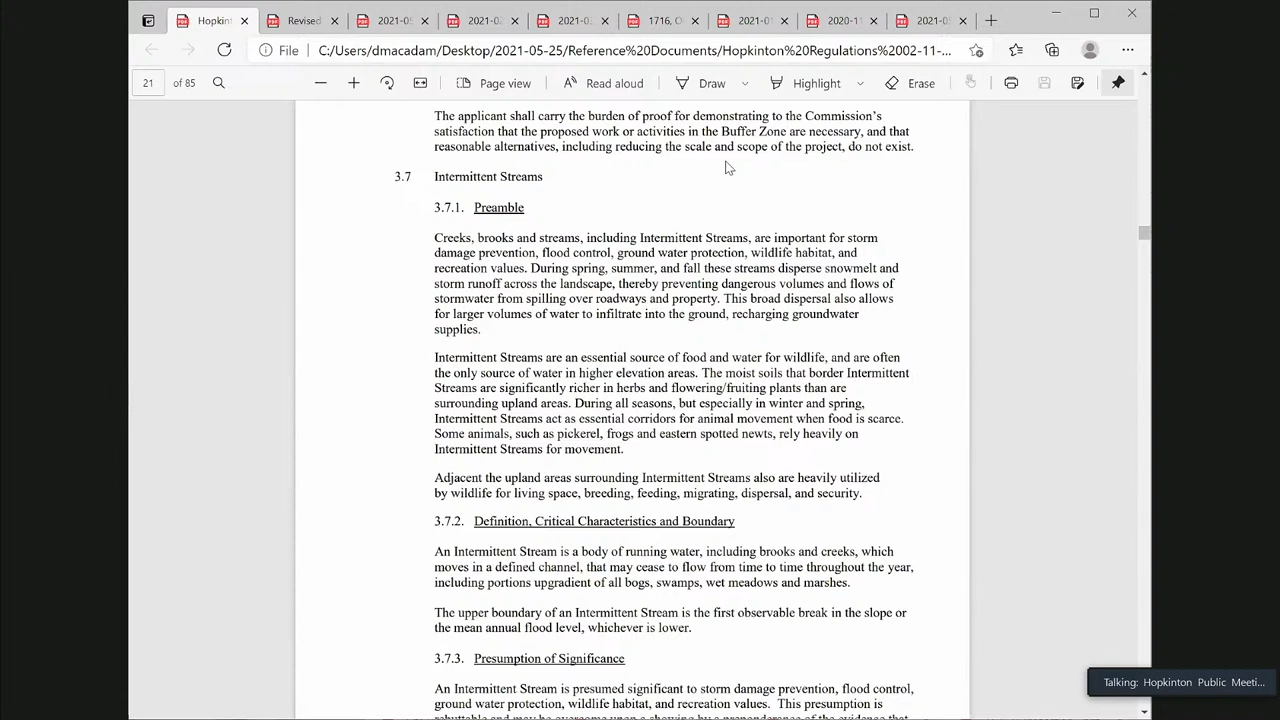 Hopkin
Revised
2021-05
2021-02
2021-03
1716, C
2021-01
2020-11
2021-05
File
C:/Users/dmacadam/Desktop/2021-05-25/Reference%20Documents/Hopkinton%20Regulations%2002-11-...
21 of 85
Page view
Read aloud
Draw
Highlight
Erase
The applicant shall carry the burden of proof for demonstrating to the Commission's
satisfaction that the proposed work or activities in the Buffer Zone are necessary, and that
reasonable alternatives, including reducing the scale and scope of the project, do not exist.
3.7 Intermittent Streams
3.7.1. Preamble
Creeks, brooks and streams, including Intermittent Streams, are important for storm
damage prevention, flood control, ground water protection, wildlife habitat, and
recreation values. During spring, summer, and fall these streams disperse snowmelt and
storm runoff across the landscape, thereby preventing dangerous volumes and flows of
stormwater from spilling over roadways and property. This broad dispersal also allows
for larger volumes of water to infiltrate into the ground, recharging groundwater
supplies.
Intermittent Streams are an essential source of food and water for wildlife, and are often
the only source of water in higher elevation areas. The moist soils that border Intermittent
Streams are significantly richer in herbs and flowering/fruiting plants than are
surrounding upland areas. During all seasons, but especially in winter and spring,
Intermittent Streams act as essential corridors for animal movement when food is scarce.
Some animals, such as pickerel, frogs and eastern spotted newts, rely heavily on
Intermittent Streams for movement.
Adjacent the upland areas surrounding Intermittent Streams also are heavily utilized
by wildlife for living space, breeding, feeding, migrating, dispersal, and security.
3.7.2. Definition, Critical Characteristics and Boundary
An Intermittent Stream is a body of running water, including brooks and creeks, which
moves in a defined channel, that may cease to flow from time to time throughout the year,
including portions upgradient of all bogs, swamps, wet meadows and marshes.
The upper boundary of an Intermittent Stream is the first observable break in the slope or
the mean annual flood level, whichever is lower.
3.7.3. Presumption of Significance
An Intermittent Stream is presumed significant to storm damage prevention, flood control,
ground water protection, wildlife habitat, and recreation values. This presumption is
rebuttable and may be overcome upon a showing by a preponderance of the evidence that
Talking: Hopkinton Public Meeti...